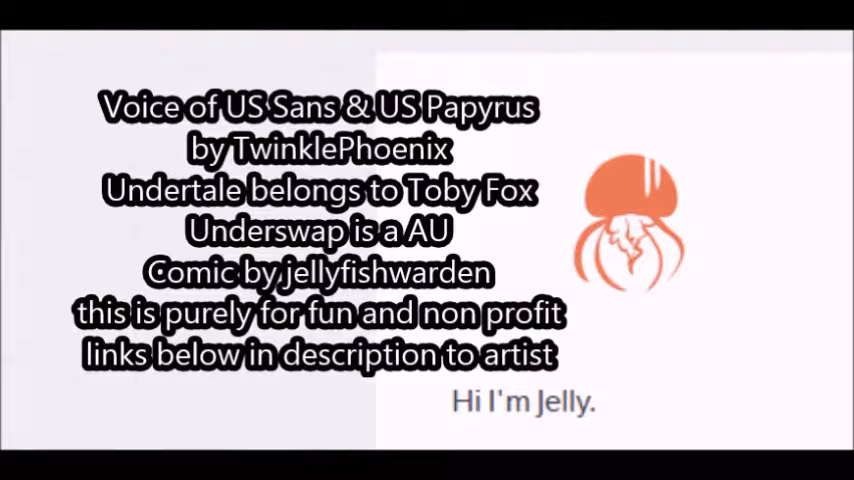 Voice of US Sans & US Papyrus
by TwinklePhoenix
Undertale belongs to Toby Fox
Underswap is a AU
Comic by jellyfishwarden
this is purely for fun and non profit
links below in description to artist
Hi I'm Jelly.